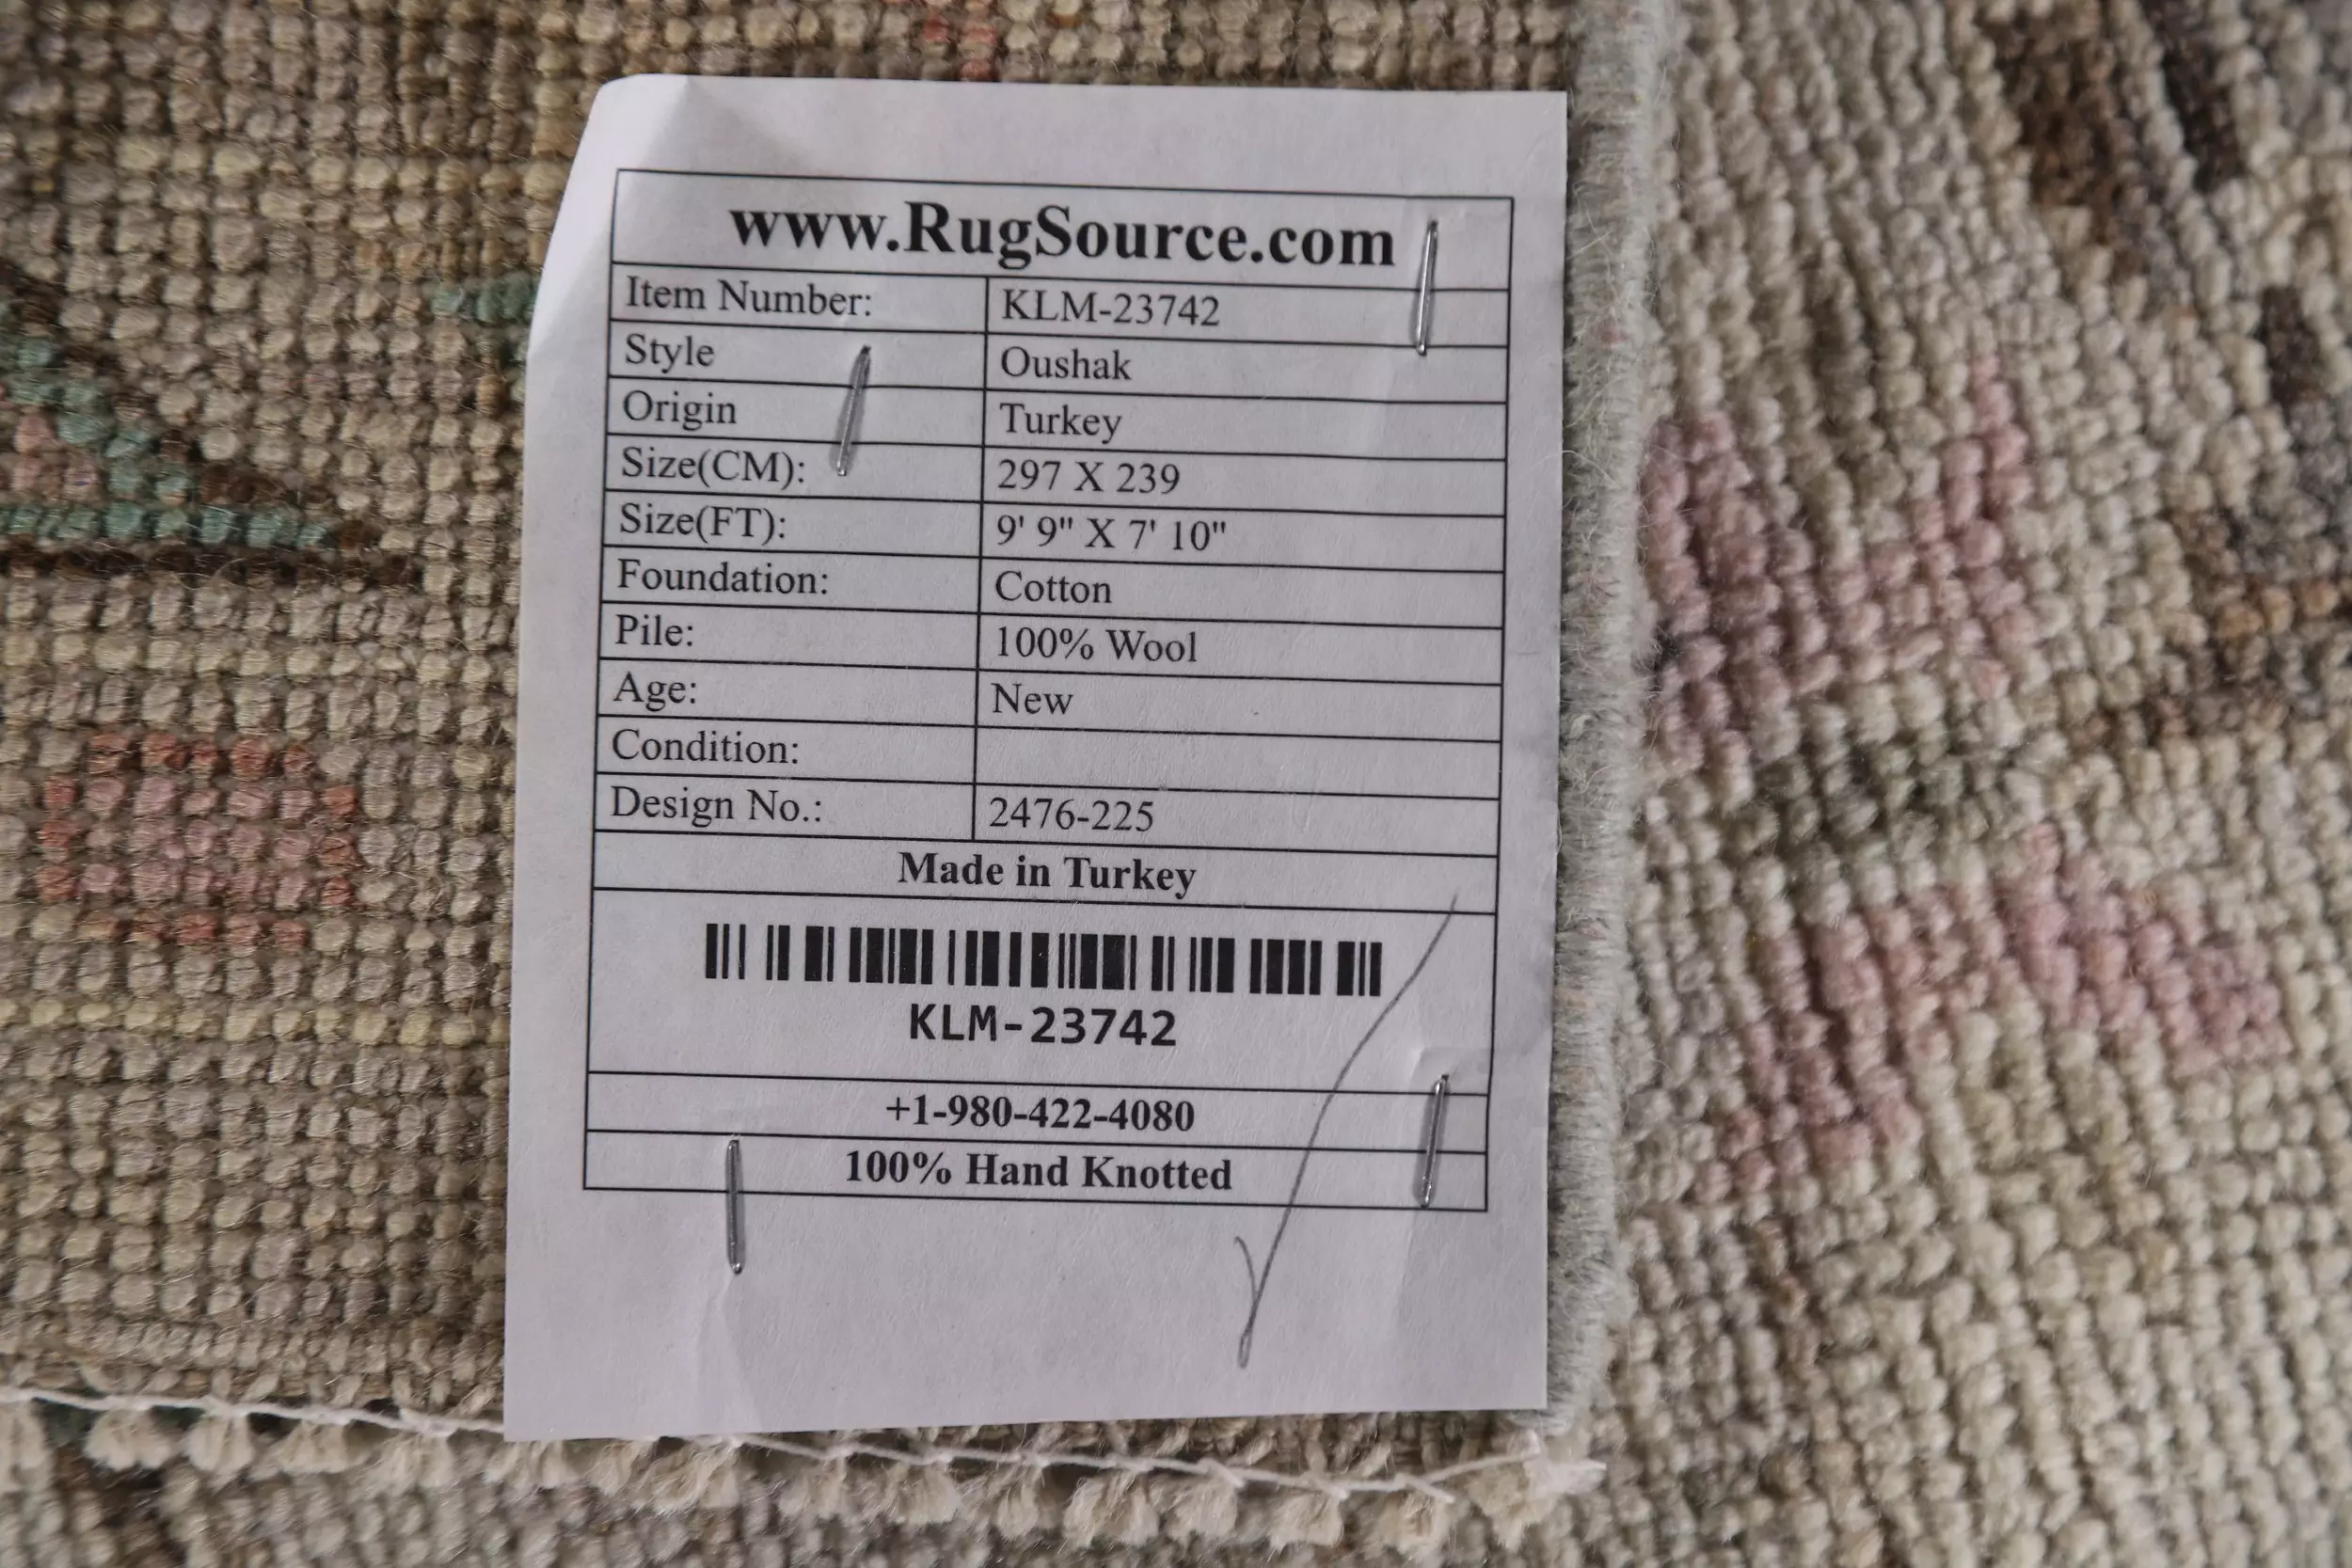 www.RugSource.com
Item Number: KLM-23742
Style Oushak
Origin Turkey
Size(CM): 297 X 239
Size(FT): 9' 9" X 7' 10"
Foundation: Cotton
Pile: 100% Wool
Age: New
Condition:
Design No.: 2476-225
Made in Turkey
KLM-23742
+1-980-422-4080
100% Hand Knotted